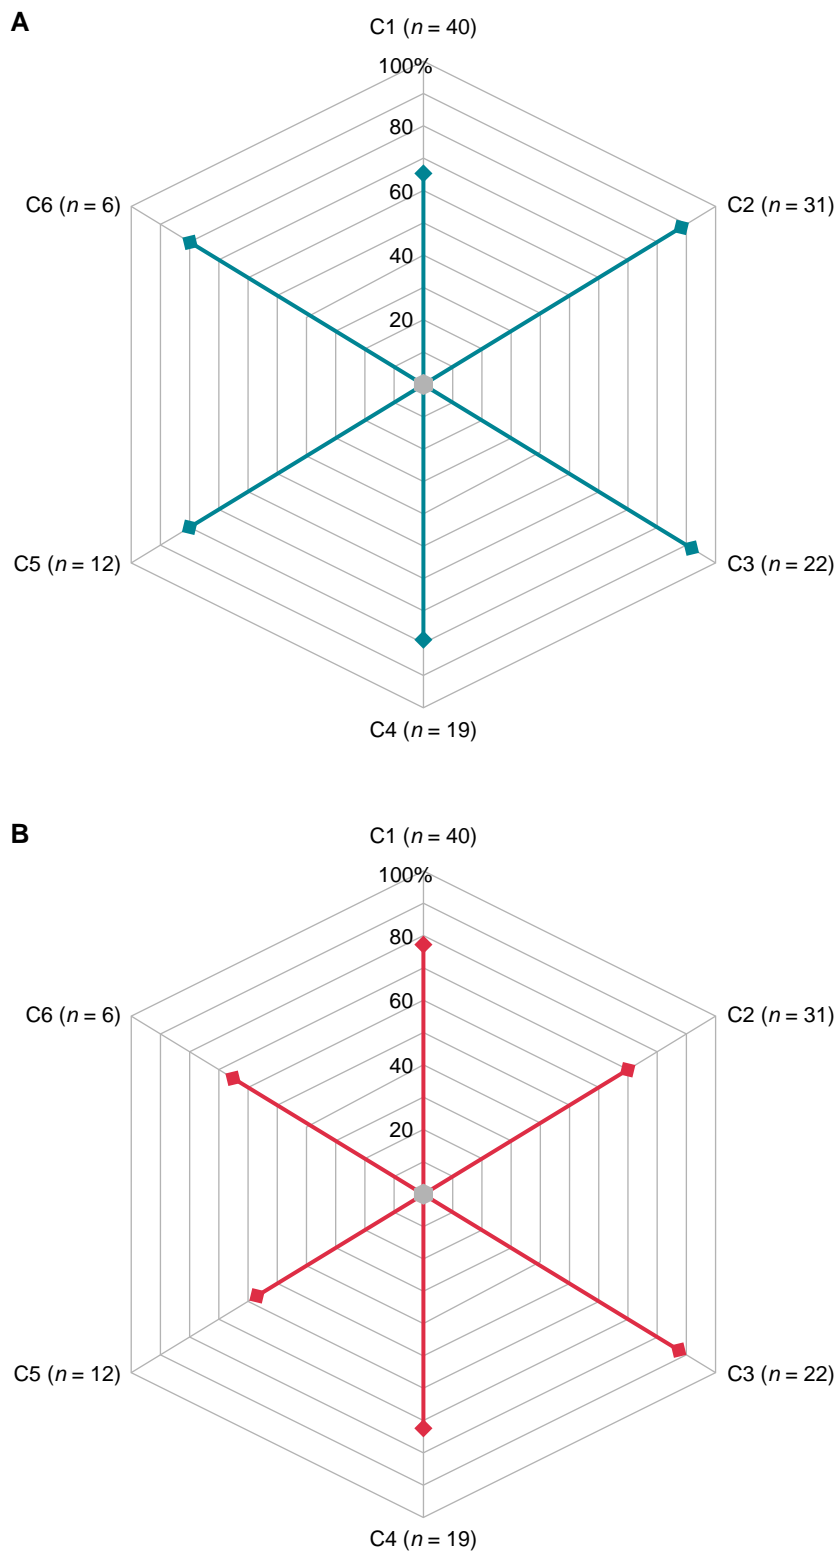 A
C1 (n = 40)
100%
80
C6 (n = 6)
C2 (n = 31)
60
40
20
C5 (n = 12)
C3 (n = 22)
C4 (n = 19)
B
C1 (n = 40)
100%
80
C6 (n = 6)
C2 (n = 31)
60
40
20
C5 (n = 12)
C3 (n = 22)
C4 (n = 19)